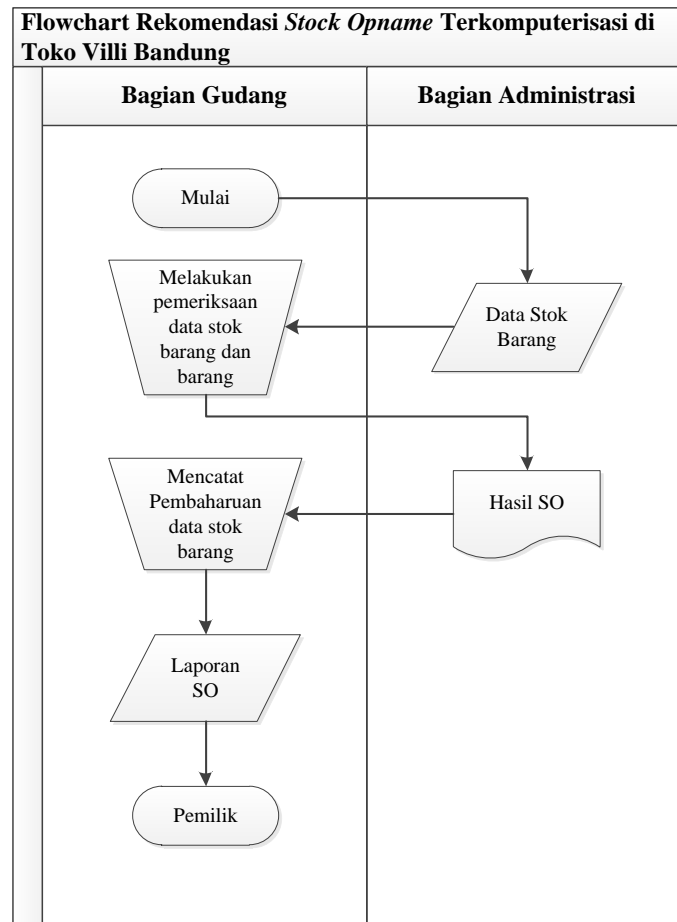 Flowchart Rekomendasi Stock Opname Terkomputerisasi di
Toko Villi Bandung
Bagian Gudang
Bagian Administrasi
Mulai
Melakukan
pemeriksaan
data stok
barang dan
barang
Data Stok
Barang
Mencatat
Pembaharuan
data stok
barang
Hasil SO
Laporan
SO
Pemilik